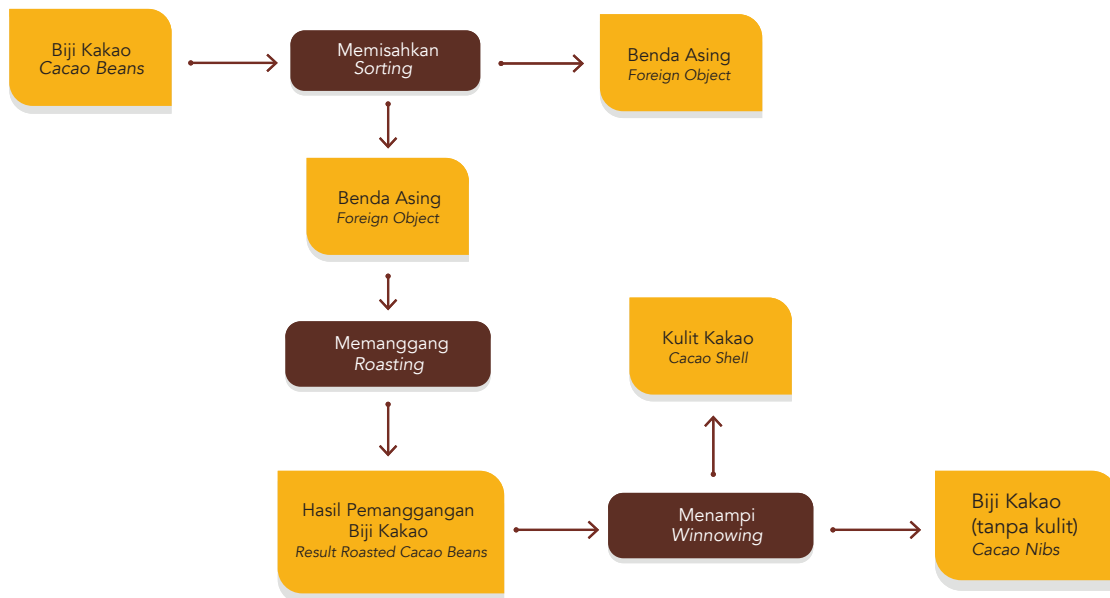 Biji Kakao
Cacao Beans
Memisahkan
Sorting
Benda Asing
Foreign Object
Benda Asing
Foreign Object
Memanggang
Roasting
Kulit Kakao
Cacao Shell
Hasil Pemanggangan
Biji Kakao
Result Roasted Cacao Beans
Menampi
Winnowing
Biji Kakao
(tanpa kulit)
Cacao Nibs